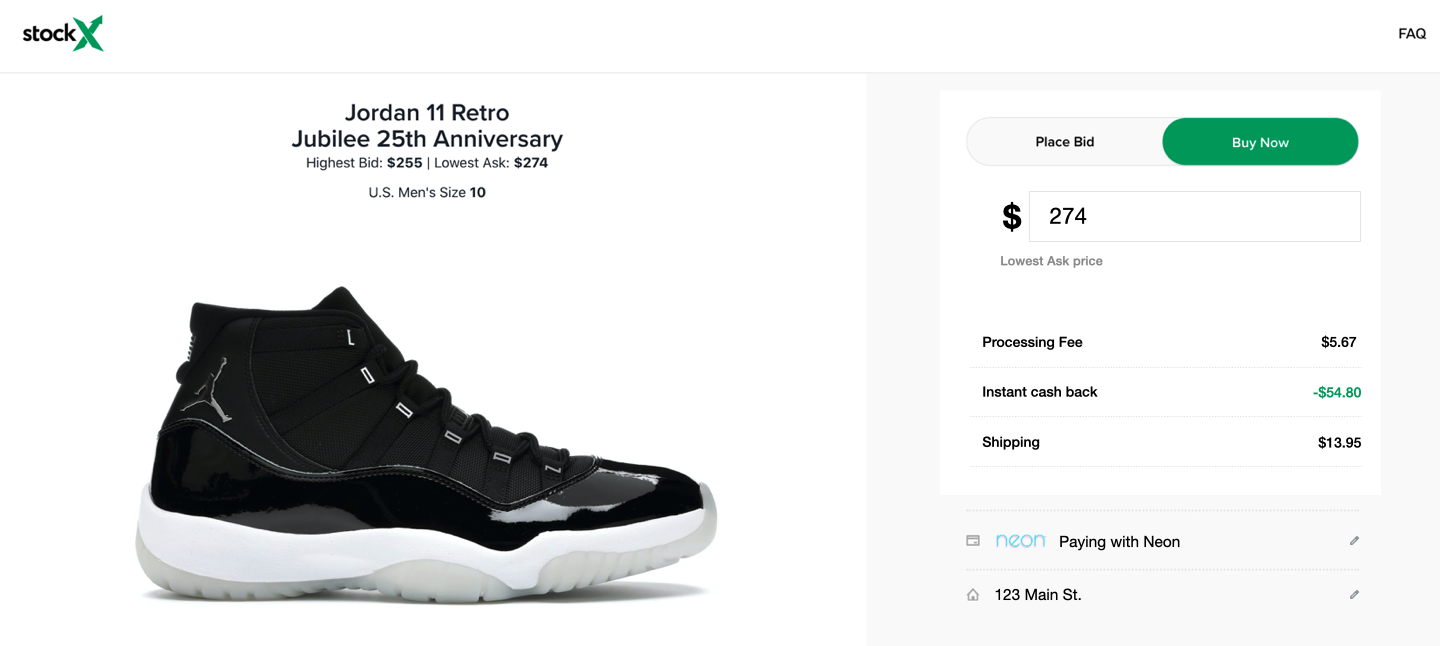 stockX
FAQ
Jordan 11 Retro
Jubilee 25th Anniversary
Highest Bid: $255 | Lowest Ask: $274
U.S. Men's Size 10
Place Bid
Buy Now
$ 274
Lowest Ask price
Processing Fee $5.67
Instant cash back -$54.80
Shipping $13.95
neon Paying with Neon
123 Main St.